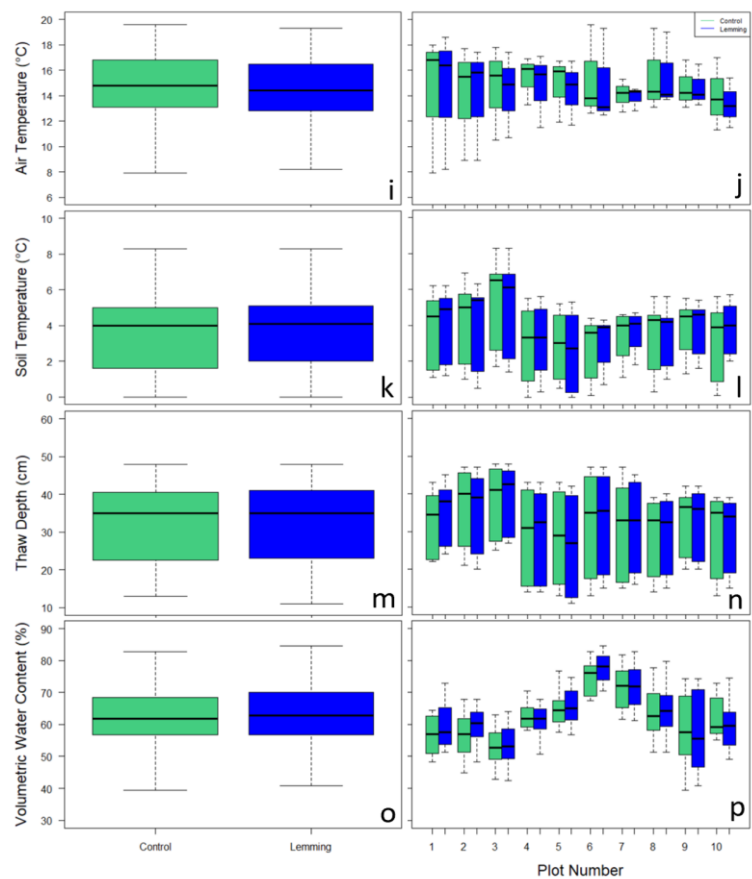 Air Temperature (°C)
20
18
16
14
12
10
8
6
i
Control
Lemming
j
Soil Temperature (°C)
10
8
6
4
2
0
k
l
Thaw Depth (cm)
60
50
40
30
20
10
m
n
Volumetric Water Content (%)
90
80
70
60
50
40
30
o
p
Control
Lemming
1 2 3 4 5 6 7 8 9 10
Plot Number